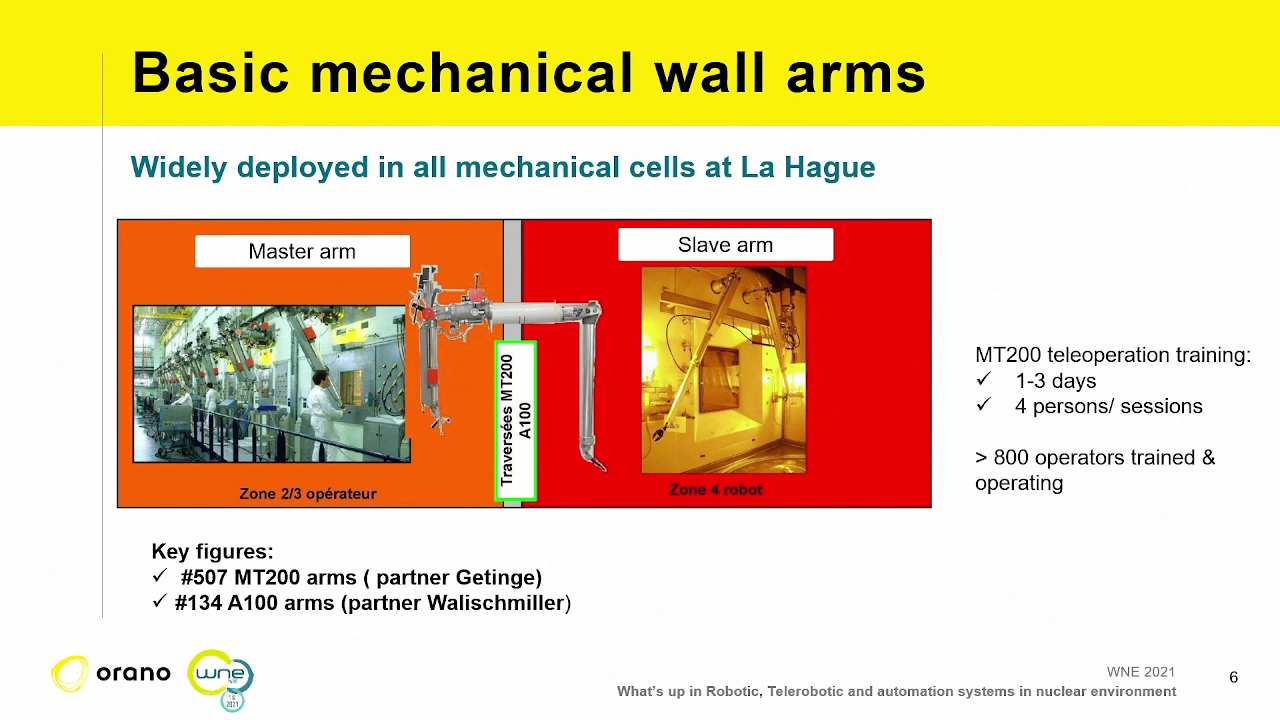 Basic mechanical wall arms
Widely deployed in all mechanical cells at La Hague
Master arm
Slave arm
Traversées MT200
A100
Zone 2/3 opérateur
Zone 4 robot
MT200 teleoperation training:
✓ 1-3 days
✓ 4 persons/ sessions
> 800 operators trained &
operating
Key figures:
✓ #507 MT200 arms ( partner Getinge)
✓ #134 A100 arms (partner Walischmiller)
orano
wne
2021
WNE 2021
What's up in Robotic, Telerobotic and automation systems in nuclear environment
6